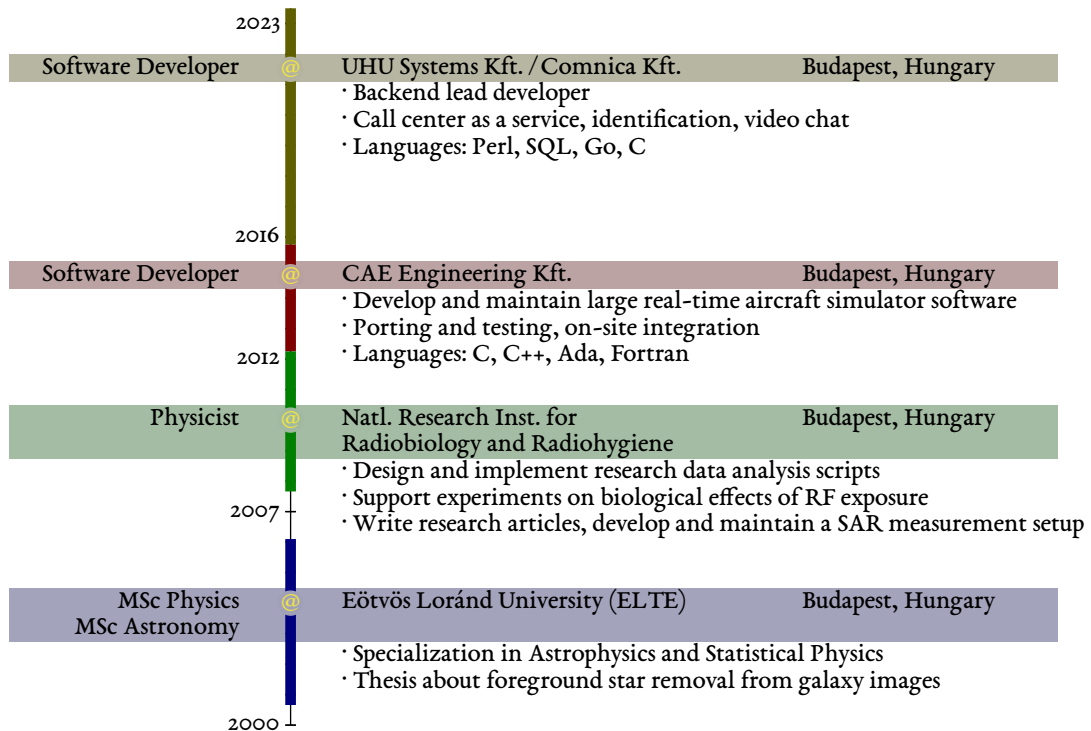 2023
Software Developer @ UHU Systems Kft. / Comnica Kft. Budapest, Hungary
· Backend lead developer
· Call center as a service, identification, video chat
· Languages: Perl, SQL, Go, C
2016
Software Developer @ CAE Engineering Kft. Budapest, Hungary
· Develop and maintain large real-time aircraft simulator software
· Porting and testing, on-site integration
· Languages: C, C++, Ada, Fortran
2012
Physicist @ Natl. Research Inst. for Budapest, Hungary
Radiobiology and Radiohygiene
· Design and implement research data analysis scripts
· Support experiments on biological effects of RF exposure
2007
· Write research articles, develop and maintain a SAR measurement setup
MSc Physics @ Eötvös Loránd University (ELTE) Budapest, Hungary
MSc Astronomy
· Specialization in Astrophysics and Statistical Physics
· Thesis about foreground star removal from galaxy images
2000